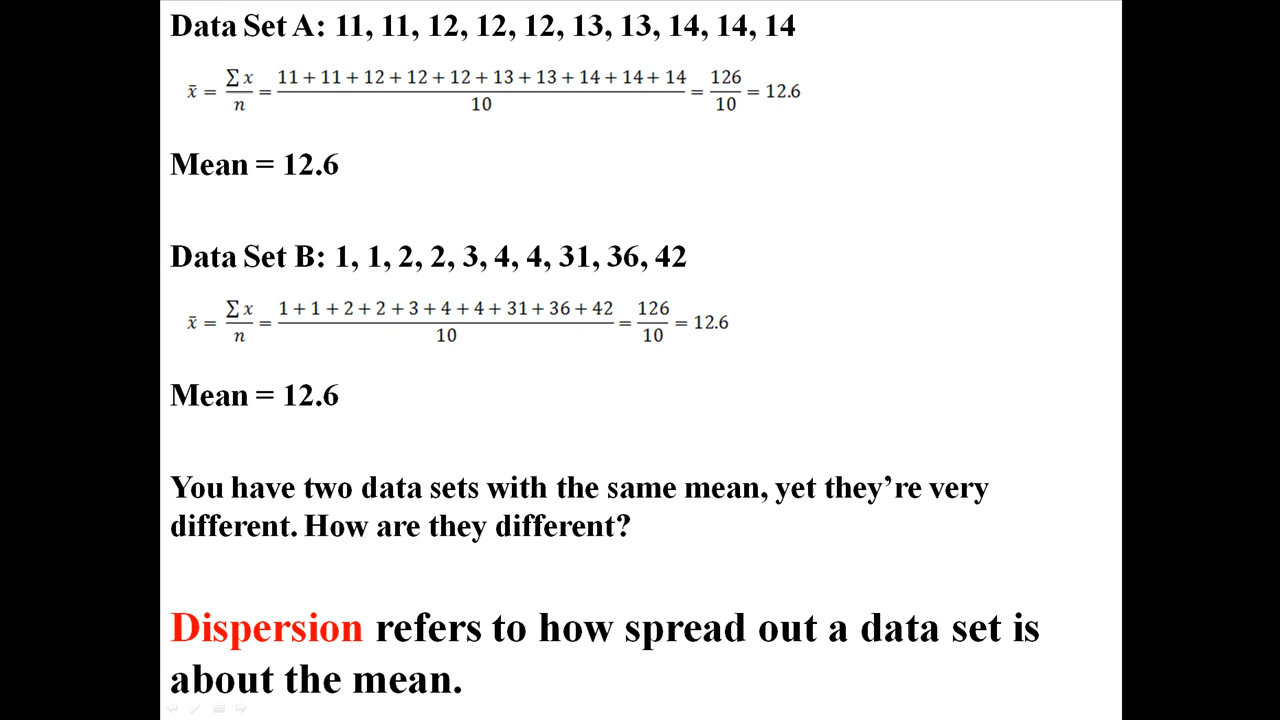 Data Set A: 11, 11, 12, 12, 12, 13, 13, 14, 14, 14
x̄ = ∑x / n = 11 + 11 + 12 + 12 + 12 + 13 + 13 + 14 + 14 + 14 / 10 = 126 / 10 = 12.6
Mean = 12.6
Data Set B: 1, 1, 2, 2, 3, 4, 4, 31, 36, 42
x̄ = ∑x / n = 1 + 1 + 2 + 2 + 3 + 4 + 4 + 31 + 36 + 42 / 10 = 126 / 10 = 12.6
Mean = 12.6
You have two data sets with the same mean, yet they’re very
different. How are they different?
Dispersion refers to how spread out a data set is
about the mean.